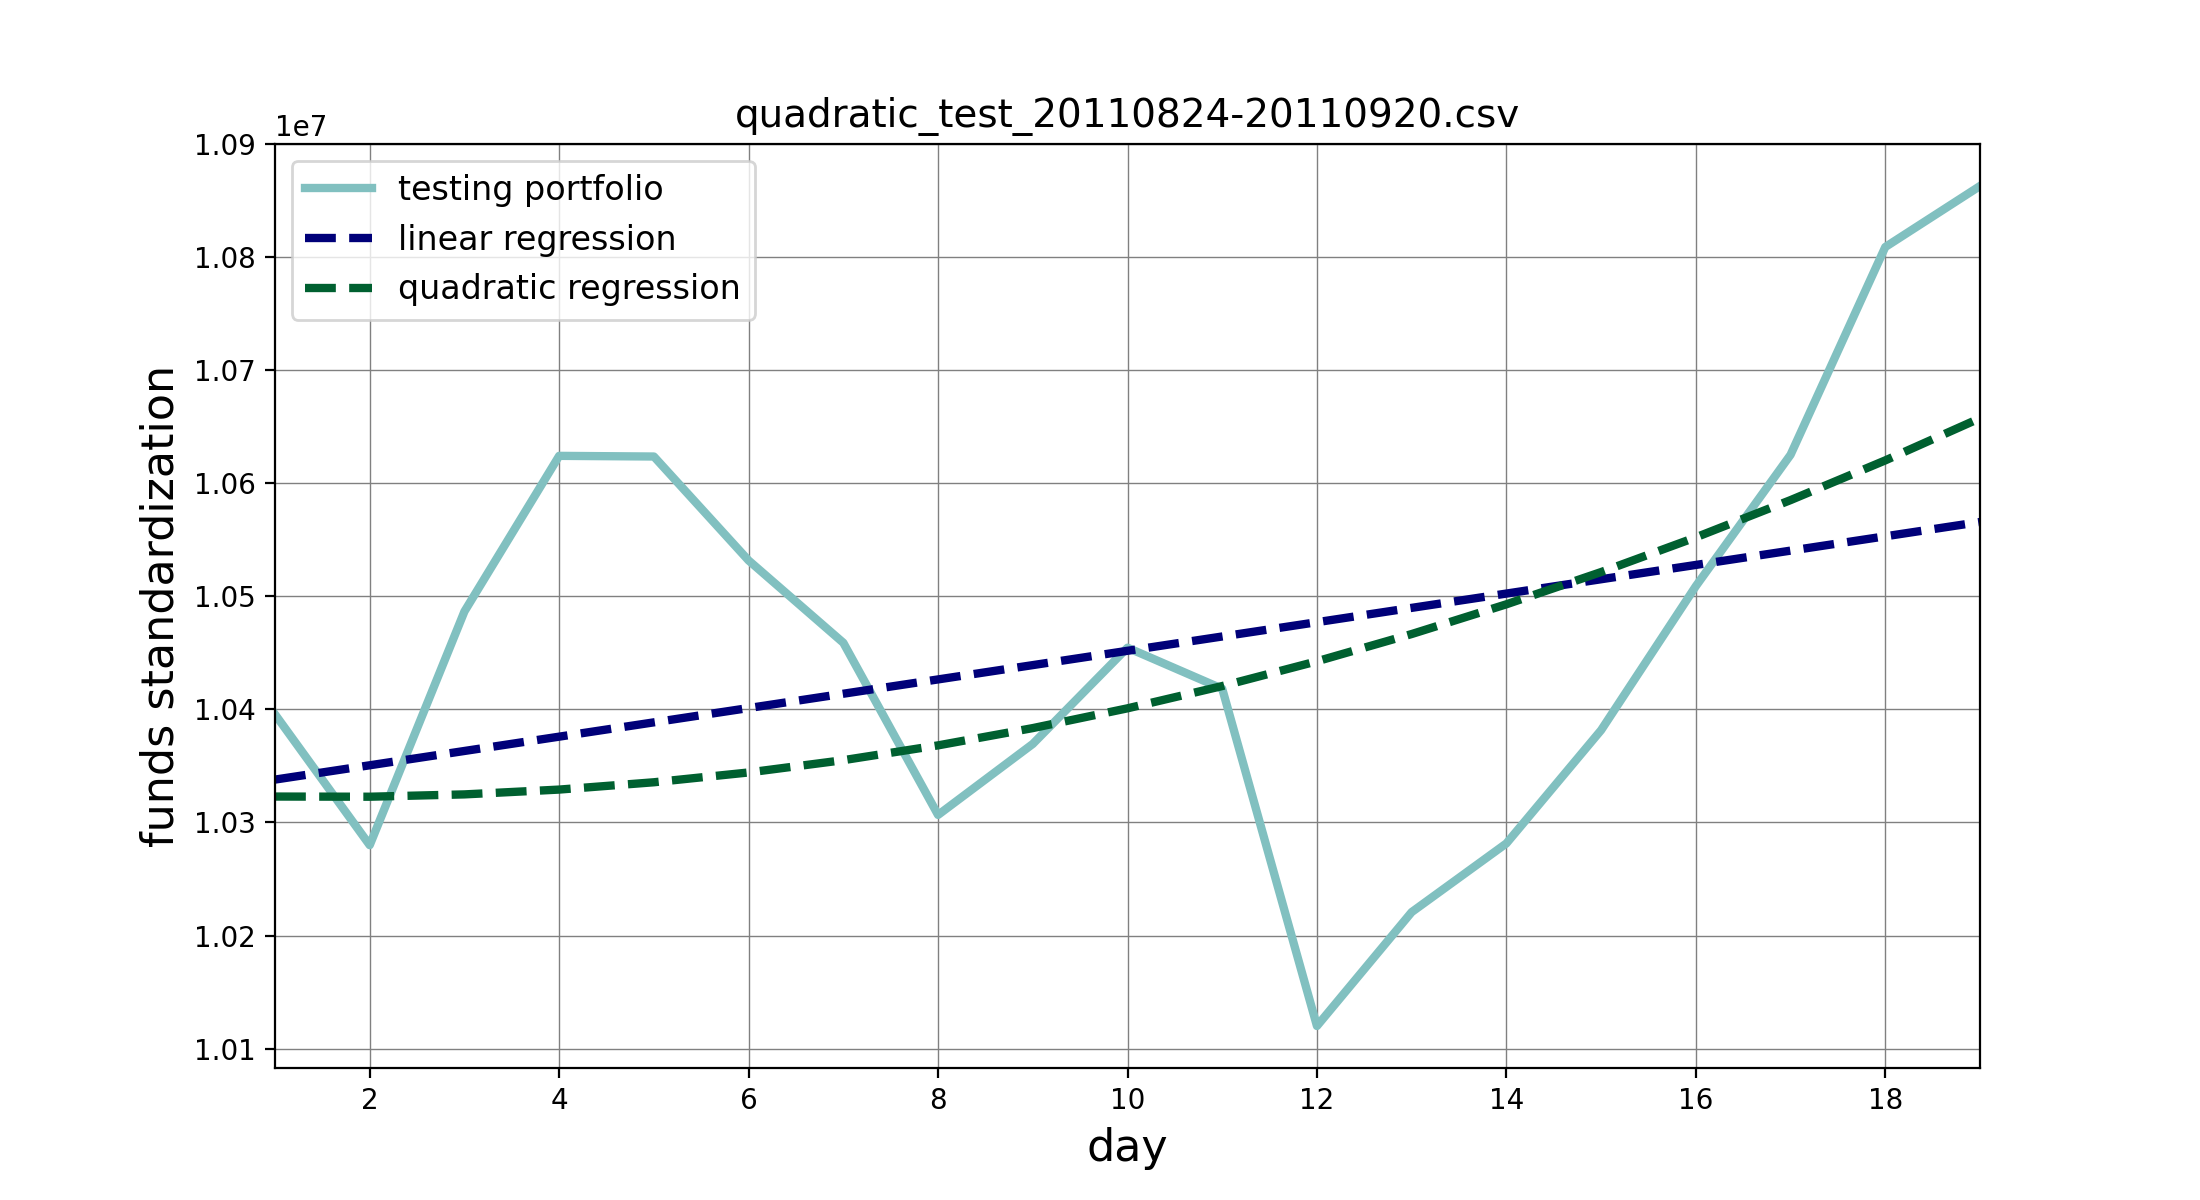 quadratic_test_20110824-20110920.csv
1e7
1.09
1.08
1.07
1.06
1.05
1.04
1.03
1.02
1.01
funds standardization
testing portfolio
linear regression
quadratic regression
2 4 6 8 10 12 14 16 18
day